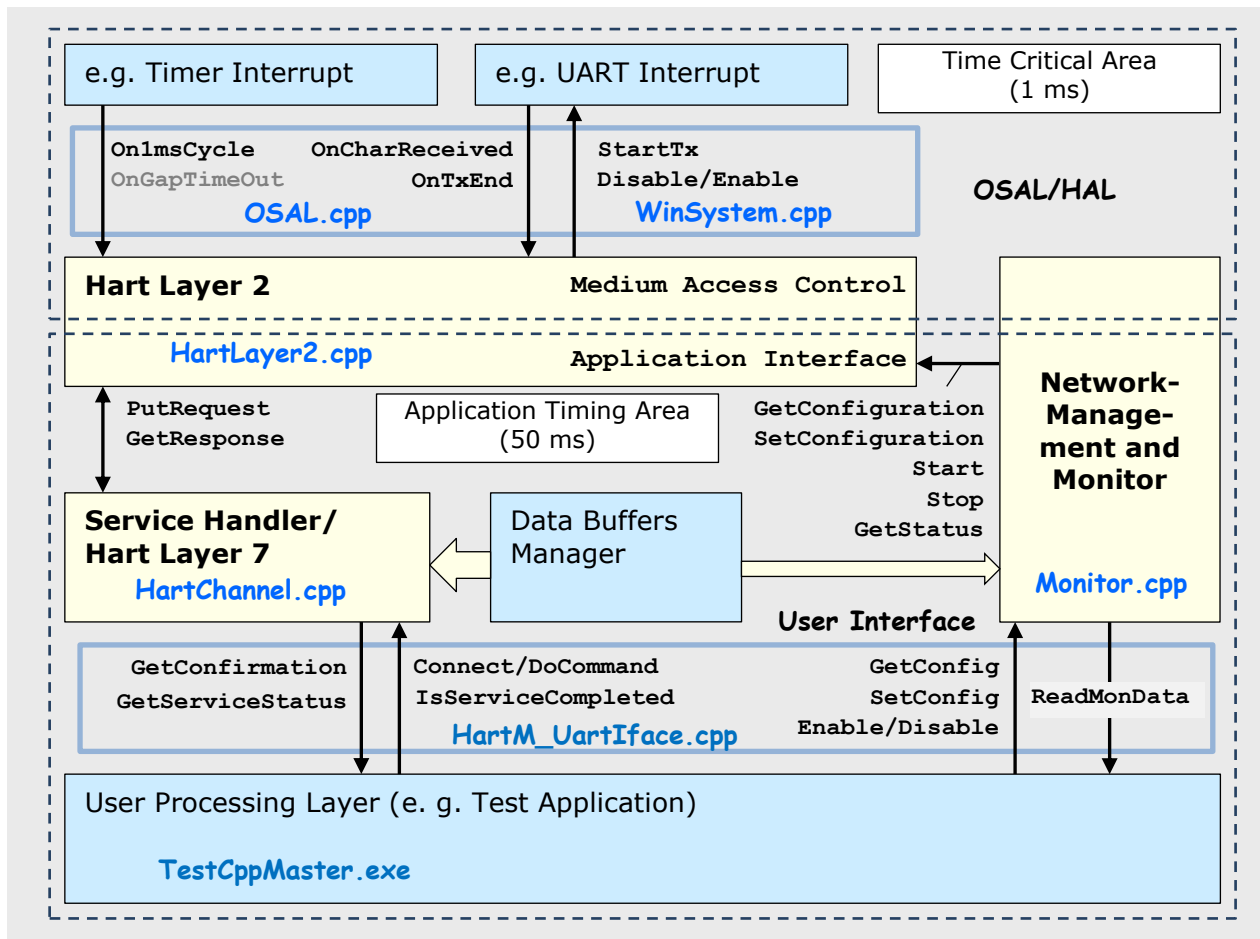 e.g. Timer Interrupt
e.g. UART Interrupt
Time Critical Area
(1 ms)
On1msCycle
OnGapTimeOut
OnCharReceived
OnTxEnd
StartTx
Disable/Enable
OSAL.cpp
WinSystem.cpp
OSAL/HAL
Hart Layer 2
Medium Access Control
HartLayer2.cpp
Application Interface
PutRequest
GetResponse
Application Timing Area
(50 ms)
GetConfiguration
SetConfiguration
Start
Stop
GetStatus
Network-
Manage-
ment and
Monitor
Monitor.cpp
Service Handler/
Hart Layer 7
HartChannel.cpp
Data Buffers
Manager
User Interface
GetConfirmation
GetServiceStatus
Connect/DoCommand
IsServiceCompleted
HartM_UartIface.cpp
GetConfig
SetConfig
Enable/Disable
ReadMonData
User Processing Layer (e. g. Test Application)
TestCppMaster.exe